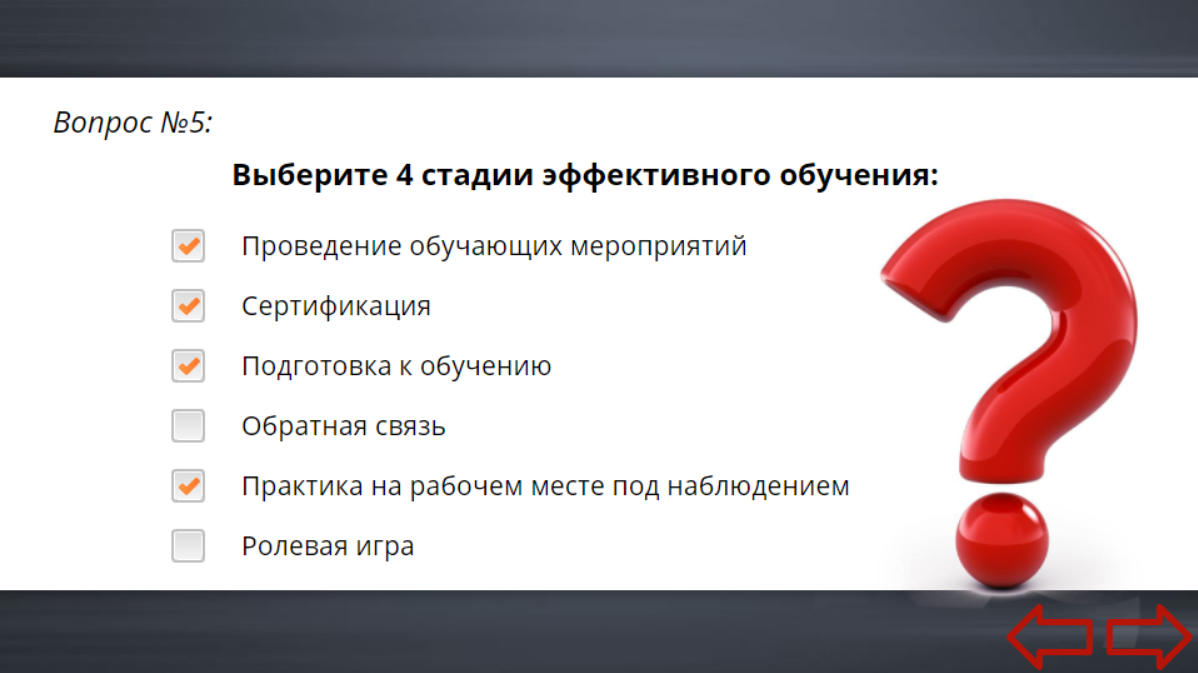 Вопрос №5:
Выберите 4 стадии эффективного обучения:
Проведение обучающих мероприятий
Сертификация
Подготовка к обучению
Обратная связь
Практика на рабочем месте под наблюдением
Ролевая игра